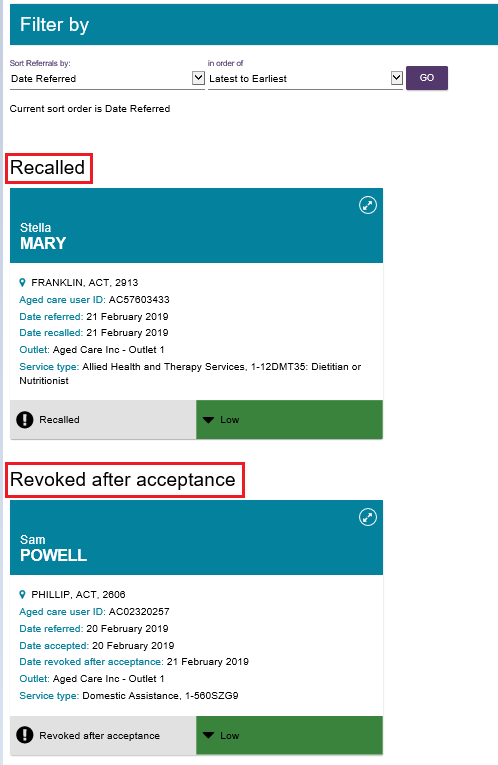 Filter by
Sort Referrals by:
in order of
Date Referred
Latest to Earliest
GO
Current sort order is Date Referred
Recalled
Stella
MARY
FRANKLIN, ACT, 2913
Aged care user ID: AC57603433
Date referred: 21 February 2019
Date recalled: 21 February 2019
Outlet: Aged Care Inc - Outlet 1
Service type: Allied Health and Therapy Services, 1-12DMT35: Dietitian or
Nutritionist
Recalled
Low
Revoked after acceptance
Sam
POWELL
PHILLIP, ACT, 2606
Aged care user ID: AC02320257
Date referred: 20 February 2019
Date accepted: 20 February 2019
Date revoked after acceptance: 21 February 2019
Outlet: Aged Care Inc - Outlet 1
Service type: Domestic Assistance, 1-560SZG9
Revoked after acceptance
Low